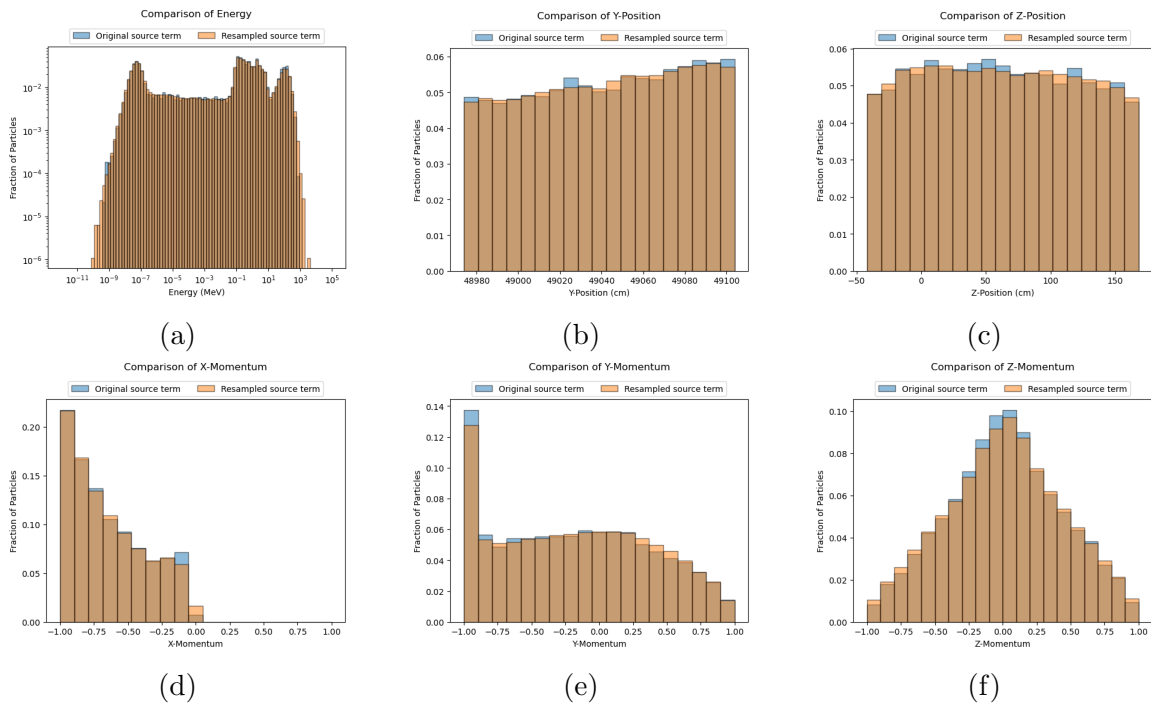 Comparison of Energy
Original source term
Resampled source term
Fraction of Particles
10⁻²
10⁻³
10⁻⁴
10⁻⁵
10⁻⁶
10⁻¹¹ 10⁻⁹ 10⁻⁷ 10⁻⁵ 10⁻³ 10⁻¹ 10¹ 10³ 10⁵
Energy (MeV)
(a)
Comparison of Y-Position
Original source term
Resampled source term
Fraction of Particles
0.06
0.05
0.04
0.03
0.02
0.01
0.00
48980 49000 49020 49040 49060 49080 49100
Y-Position (cm)
(b)
Comparison of Z-Position
Original source term
Resampled source term
Fraction of Particles
0.06
0.05
0.04
0.03
0.02
0.01
0.00
−50 0 50 100 150
Z-Position (cm)
(c)
Comparison of X-Momentum
Original source term
Resampled source term
Fraction of Particles
0.20
0.15
0.10
0.05
0.00
−1.00 −0.75 −0.50 −0.25 0.00 0.25 0.50 0.75 1.00
X-Momentum
(d)
Comparison of Y-Momentum
Original source term
Resampled source term
Fraction of Particles
0.14
0.12
0.10
0.08
0.06
0.04
0.02
0.00
−1.00 −0.75 −0.50 −0.25 0.00 0.25 0.50 0.75 1.00
Y-Momentum
(e)
Comparison of Z-Momentum
Original source term
Resampled source term
Fraction of Particles
0.10
0.08
0.06
0.04
0.02
0.00
−1.00 −0.75 −0.50 −0.25 0.00 0.25 0.50 0.75 1.00
Z-Momentum
(f)